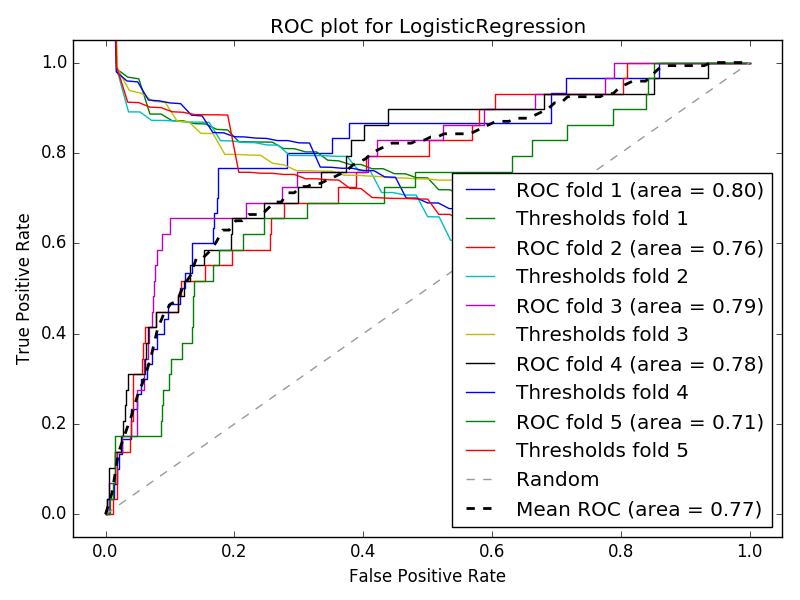 ROC plot for LogisticRegression
True Positive Rate
1.0
0.8
0.6
0.4
0.2
0.0
ROC fold 1 (area = 0.80)
Thresholds fold 1
ROC fold 2 (area = 0.76)
Thresholds fold 2
ROC fold 3 (area = 0.79)
Thresholds fold 3
ROC fold 4 (area = 0.78)
Thresholds fold 4
ROC fold 5 (area = 0.71)
Thresholds fold 5
Random
Mean ROC (area = 0.77)
0.0 0.2 0.4 0.6 0.8 1.0
False Positive Rate